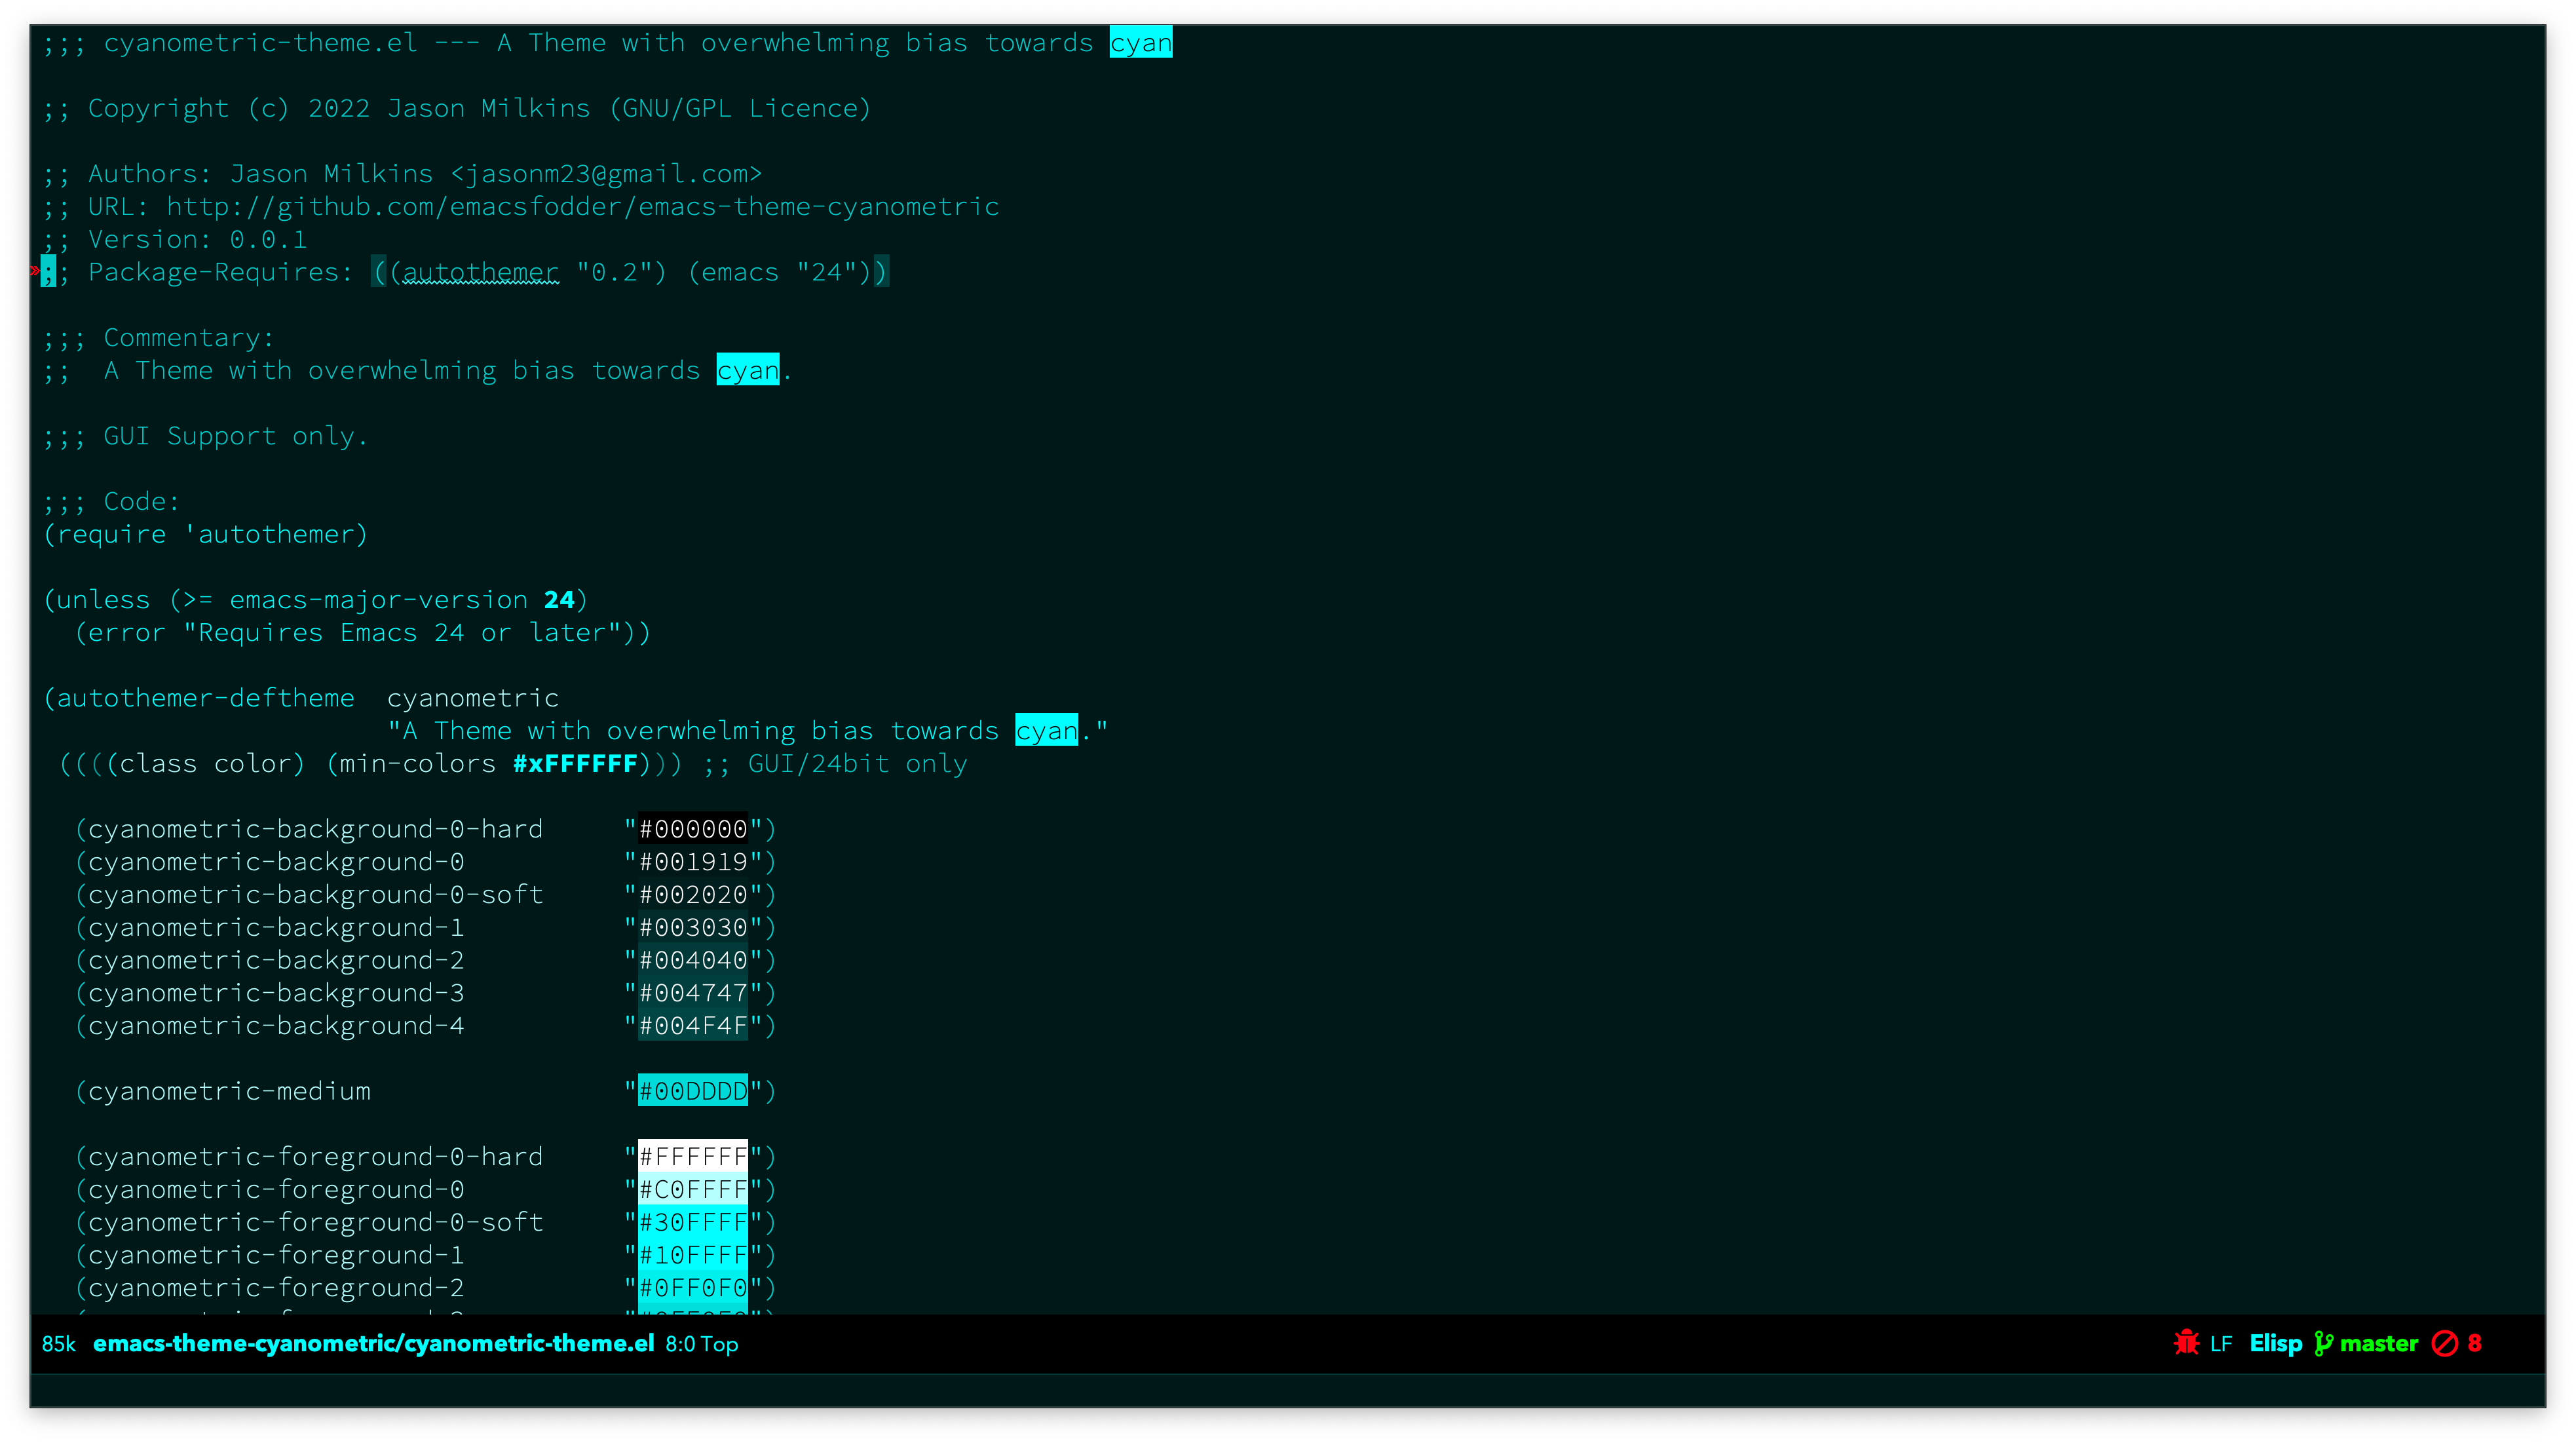 ;;; cyanometric-theme.el --- A Theme with overwhelming bias towards cyan
;; Copyright (c) 2022 Jason Milkins (GNU/GPL Licence)
;; Authors: Jason Milkins <jasonm23@gmail.com>
;; URL: http://github.com/emacsfodder/emacs-theme-cyanometric
;; Version: 0.0.1
;; Package-Requires: ((autothemer "0.2") (emacs "24"))
;;; Commentary:
;;  A Theme with overwhelming bias towards cyan.
;;; GUI Support only.
;;; Code:
(require 'autothemer)
(unless (>= emacs-major-version 24)
  (error "Requires Emacs 24 or later"))
(autothemer-deftheme  cyanometric
                      "A Theme with overwhelming bias towards cyan."
 ((((class color) (min-colors #xFFFFFF))) ;; GUI/24bit only
  (cyanometric-background-0-hard     "#000000")
  (cyanometric-background-0          "#001919")
  (cyanometric-background-0-soft     "#002020")
  (cyanometric-background-1          "#003030")
  (cyanometric-background-2          "#004040")
  (cyanometric-background-3          "#004747")
  (cyanometric-background-4          "#004F4F")
  (cyanometric-medium                "#00DDDD")
  (cyanometric-foreground-0-hard     "#FFFFFF")
  (cyanometric-foreground-0          "#C0FFFF")
  (cyanometric-foreground-0-soft     "#30FFFF")
  (cyanometric-foreground-1          "#10FFFF")
  (cyanometric-foreground-2          "#0FF0F0")
85k emacs-theme-cyanometric/cyanometric-theme.el 8:0 Top LF Elisp master 8